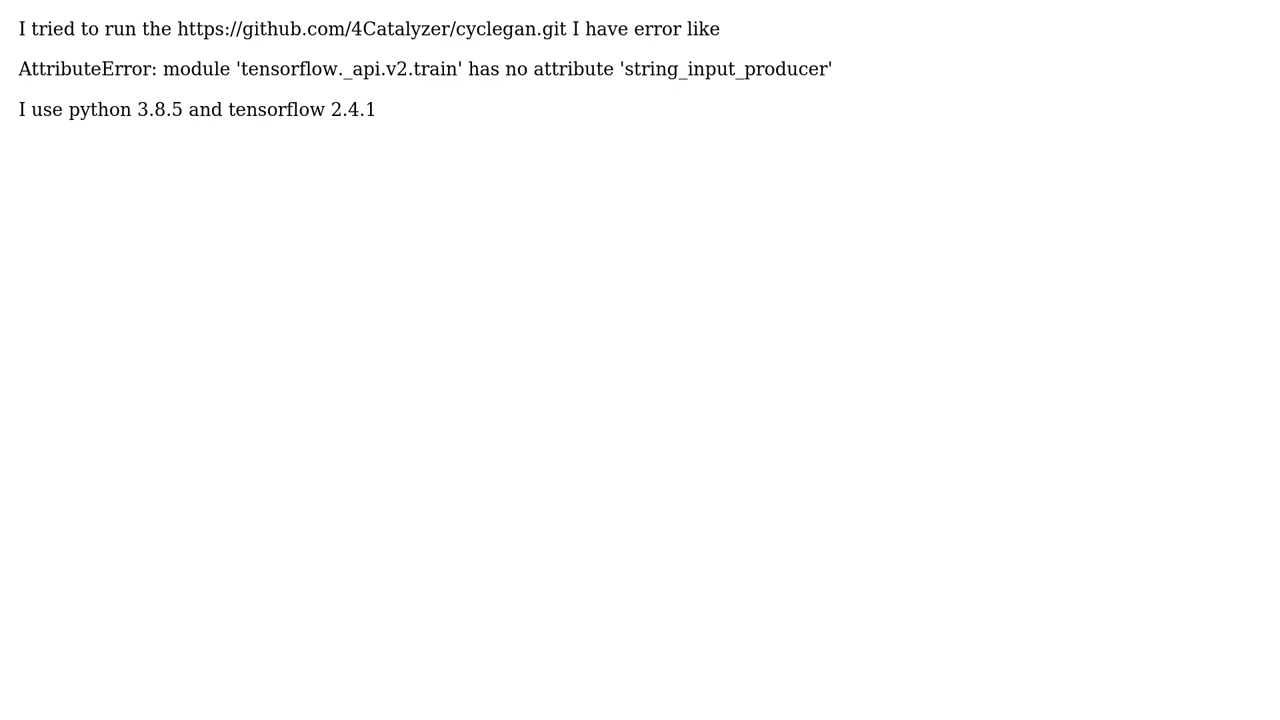 I tried to run the https://github.com/4Catalyzer/cyclegan.git I have error like
AttributeError: module 'tensorflow._api.v2.train' has no attribute 'string_input_producer'
I use python 3.8.5 and tensorflow 2.4.1